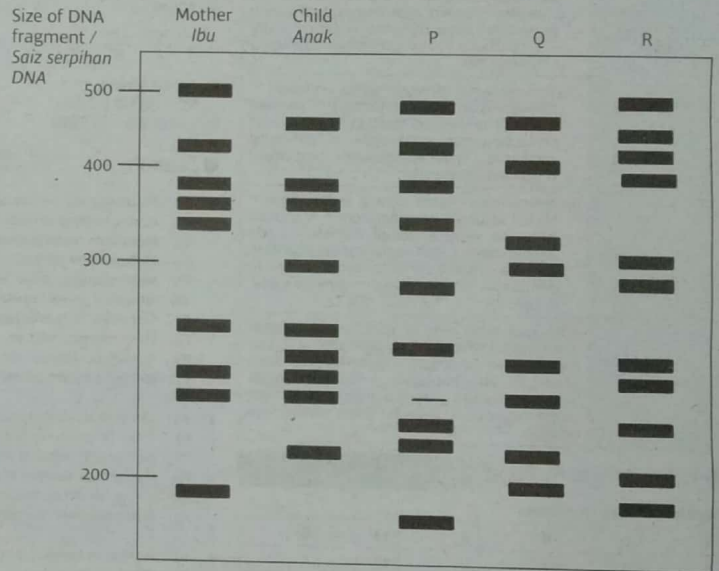 Size of DNA
fragment /
Saiz serpihan
DNA
Mother
Ibu
Child
Anak
P
Q
R
500
400
300
200